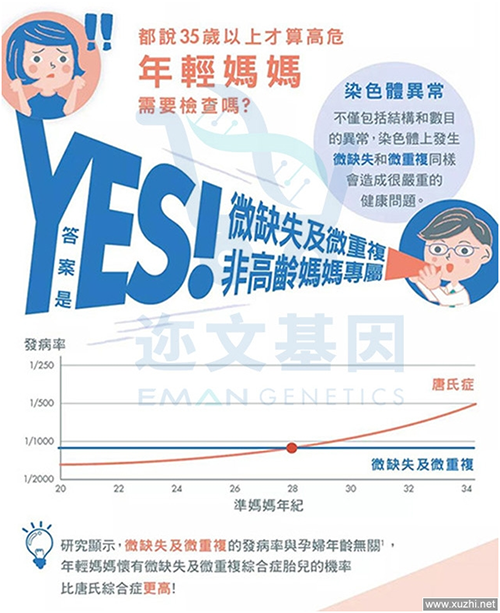 !!
都說35歲以上才算高危
年輕媽媽
需要檢查嗎?
染色體異常
不僅包括結構和數目
的異常,染色體上發生
微缺失和微重複同樣
會造成很嚴重的
健康問題。
答案是
YES!
微缺失及微重複
非高齡媽媽專屬
迩文基因
EMAN GENETICS
發病率
1/250
1/500
1/1000
1/2000
唐氏症
微缺失及微重複
20 22 24 26 28 30 32 34
準媽媽年紀
研究顯示,微缺失及微重複的發病率與孕婦年齡無關¹,
年輕媽媽懷有微缺失及微重複綜合症胎兒的機率
比唐氏綜合症更高!
www.xuzhi.net